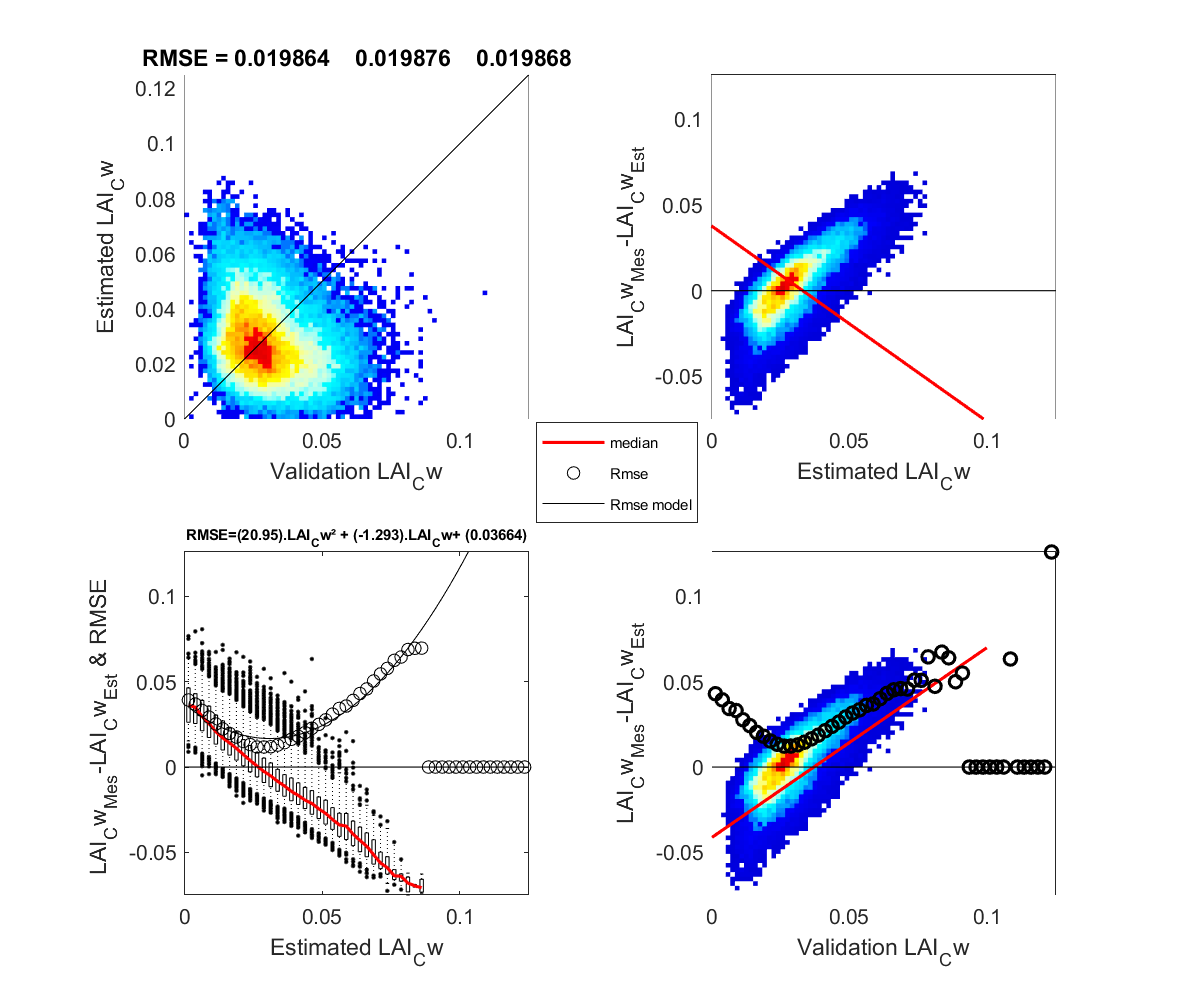 RMSE = 0.019864 0.019876 0.019868
0.12
0.1
0.08
0.06
0.04
0.02
0
Estimated LAI_Cw
0
0.05
0.1
Validation LAI_Cw
0.1
0.05
0
-0.05
LAI_Cw_Mes-LAI_Cw_Est
0
0.05
0.1
Estimated LAI_Cw
median
Rmse
Rmse model
RMSE=(20.95).LAI_Cw² + (-1.293).LAI_Cw+ (0.03664)
0.1
0.05
0
-0.05
LAI_Cw_Mes-LAI_Cw_Est & RMSE
0
0.05
0.1
Estimated LAI_Cw
0.1
0.05
0
-0.05
LAI_Cw_Mes-LAI_Cw_Est
0
0.05
0.1
Validation LAI_Cw